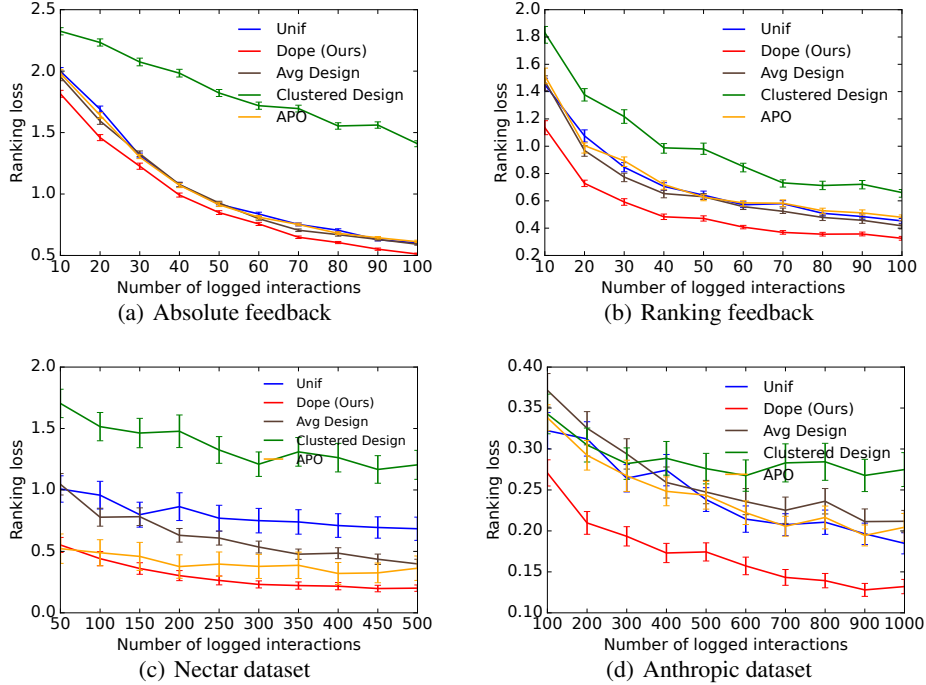 2.5
2.0
1.5
1.0
0.5
Ranking loss
Unif
Dope (Ours)
Avg Design
Clustered Design
APO
10 20 30 40 50 60 70 80 90 100
Number of logged interactions
(a) Absolute feedback
2.0
1.8
1.6
1.4
1.2
1.0
0.8
0.6
0.4
0.2
Ranking loss
Unif
Dope (Ours)
Avg Design
Clustered Design
APO
10 20 30 40 50 60 70 80 90 100
Number of logged interactions
(b) Ranking feedback
2.0
1.5
1.0
0.5
0.0
Ranking loss
Unif
Dope (Ours)
Avg Design
Clustered Design
APO
50 100 150 200 250 300 350 400 450 500
Number of logged interactions
(c) Nectar dataset
0.40
0.35
0.30
0.25
0.20
0.15
0.10
Ranking loss
Unif
Dope (Ours)
Avg Design
Clustered Design
APO
100 200 300 400 500 600 700 800 900 1000
Number of logged interactions
(d) Anthropic dataset